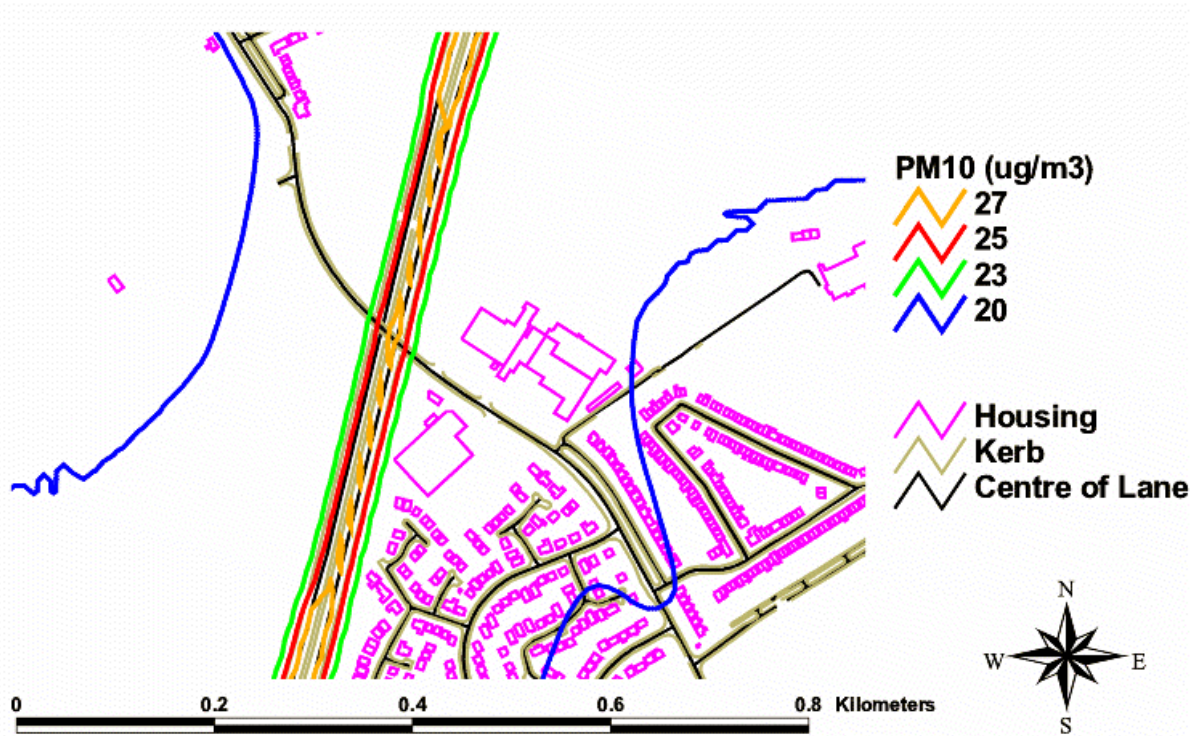 PM10 (ug/m3)
27
25
23
20
Housing
Kerb
Centre of Lane
N
W E
S
0 0.2 0.4 0.6 0.8 Kilometers